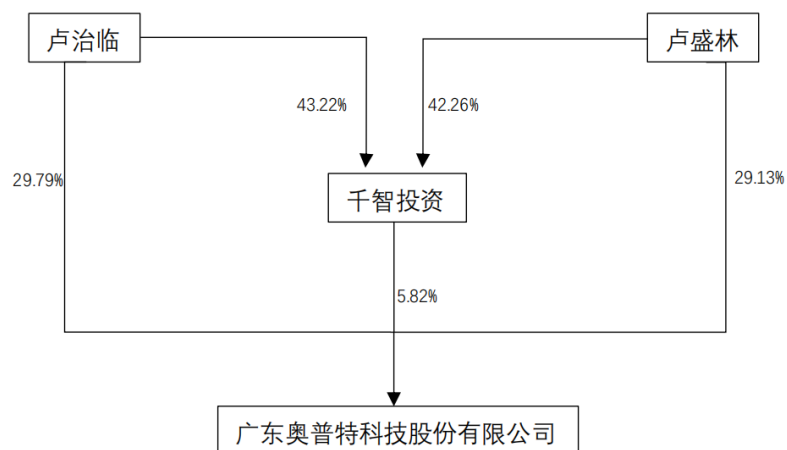 卢治临
卢盛林
43.22%
42.26%
29.79%
29.13%
千智投资
5.82%
广东奥普特科技股份有限公司